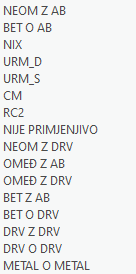 NEOM Z AB
BET O AB
NIX
URM_D
URM_S
CM
RC2
NIJE PRIMJENJIVO
NEOM Z DRV
OMEĐ Z AB
OMEĐ Z DRV
BET Z AB
BET O DRV
DRV Z DRV
DRV O DRV
METAL O METAL